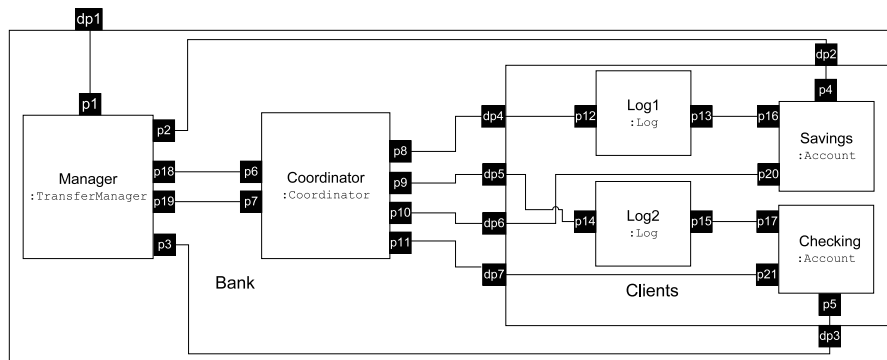 dp1
dp2
p1
p4
p2
Manager
:TransferManager
p18
p19
p3
p6
p7
Coordinator
:Coordinator
p8
p9
p10
p11
Bank
dp4
dp5
dp6
dp7
p12
Log1
:Log
p13
p16
Savings
:Account
p20
p14
Log2
:Log
p15
p17
Checking
:Account
p21
Clients
p5
dp3